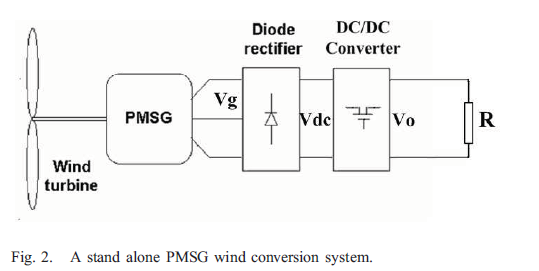 Diode
rectifier
DC/DC
Converter
PMSG
Vg
Vdc
Vo
R
Wind
turbine
Fig. 2. A stand alone PMSG wind conversion system.